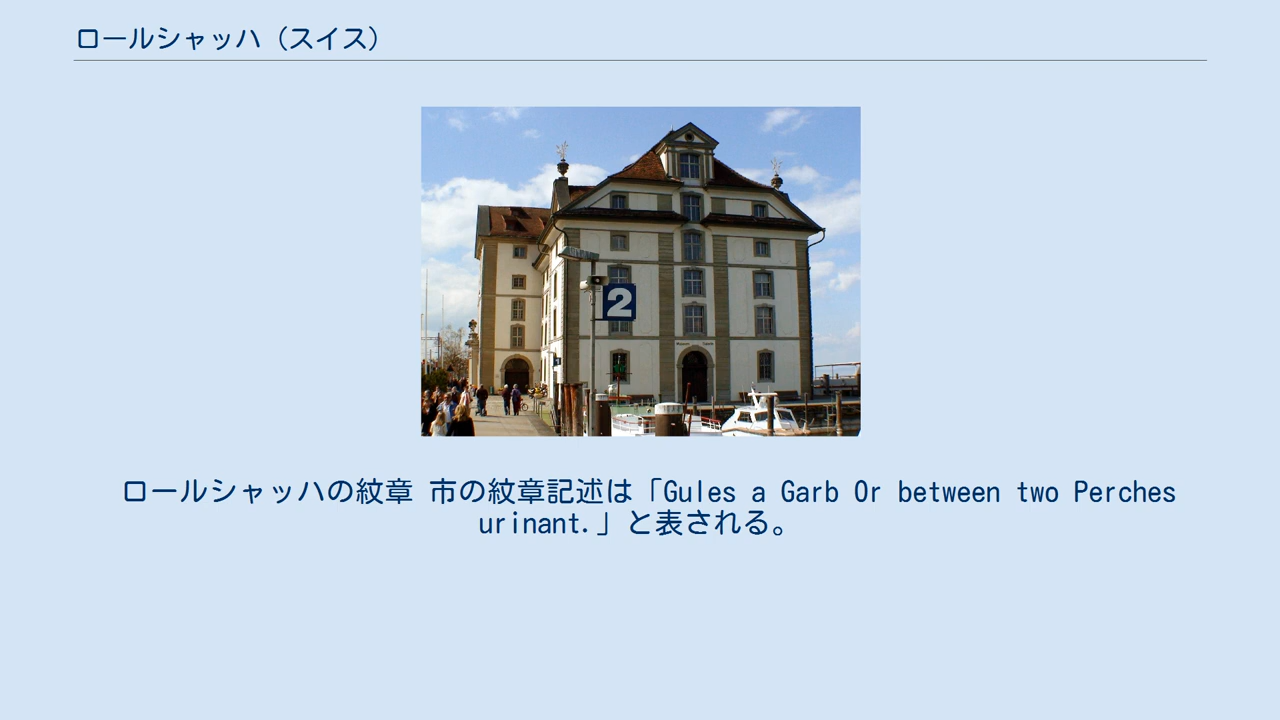 ロールシャッハ（スイス）
2
ロールシャッハの紋章 市の紋章記述は「Gules a Garb Or between two Perches
urinant.」と表される。